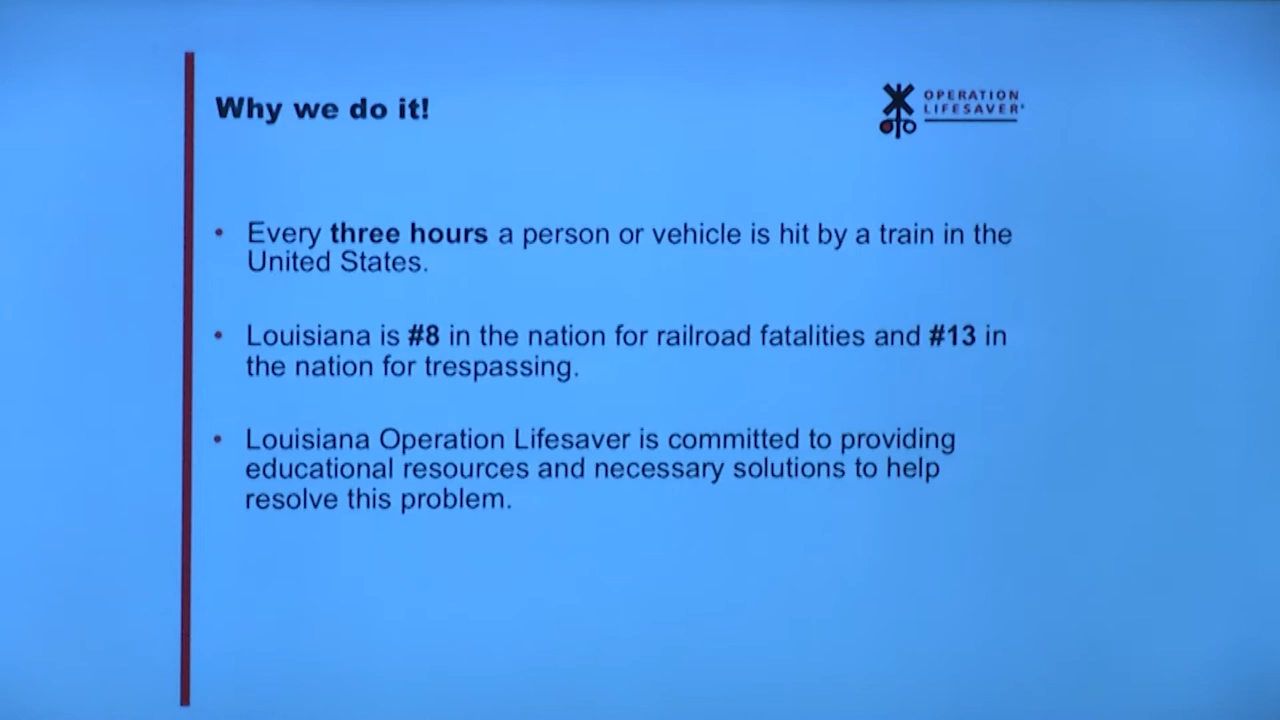 Why we do it!
OPERATION
LIFESAVER®
• Every three hours a person or vehicle is hit by a train in the
United States.
• Louisiana is #8 in the nation for railroad fatalities and #13 in
the nation for trespassing.
• Louisiana Operation Lifesaver is committed to providing
educational resources and necessary solutions to help
resolve this problem.